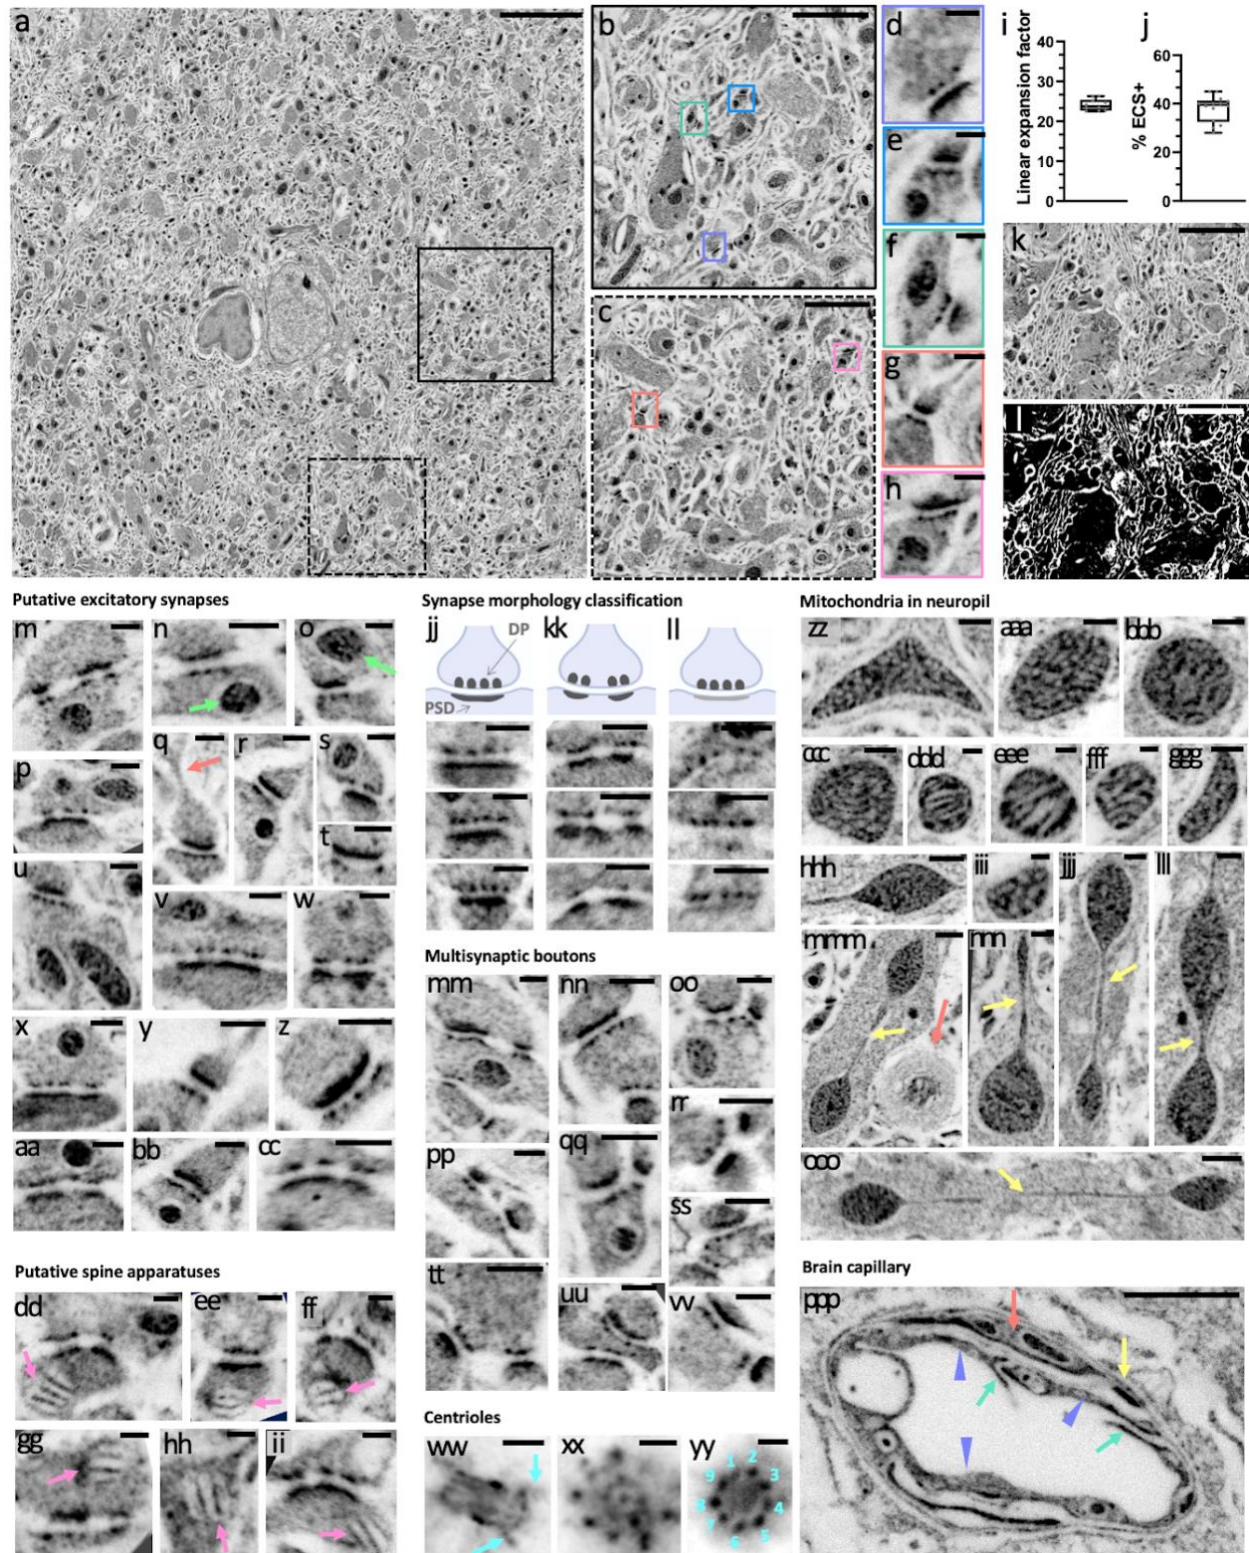 a
b
c
d
e
f
g
h
i
j
Linear expansion factor
40
30
20
10
0
% ECS+
60
40
20
0
k
l
Putative excitatory synapses
m
n
o
p
q
r
s
t
u
v
w
x
y
z
aa
bb
cc
Putative spine apparatuses
dd
ee
ff
gg
hh
ii
Synapse morphology classification
jj
kk
ll
DP
PSD
Multisynaptic boutons
mm
nn
oo
pp
qq
rr
ss
tt
uu
vv
Centrioles
ww
xx
yy
1 2 3 4 5 6 7 8 9
Mitochondria in neuropil
zz
aaa
bbb
ccc
ddd
eee
fff
ggg
hhh
iii
jjj
lll
mmm
nnn
ooo
Brain capillary
ppp